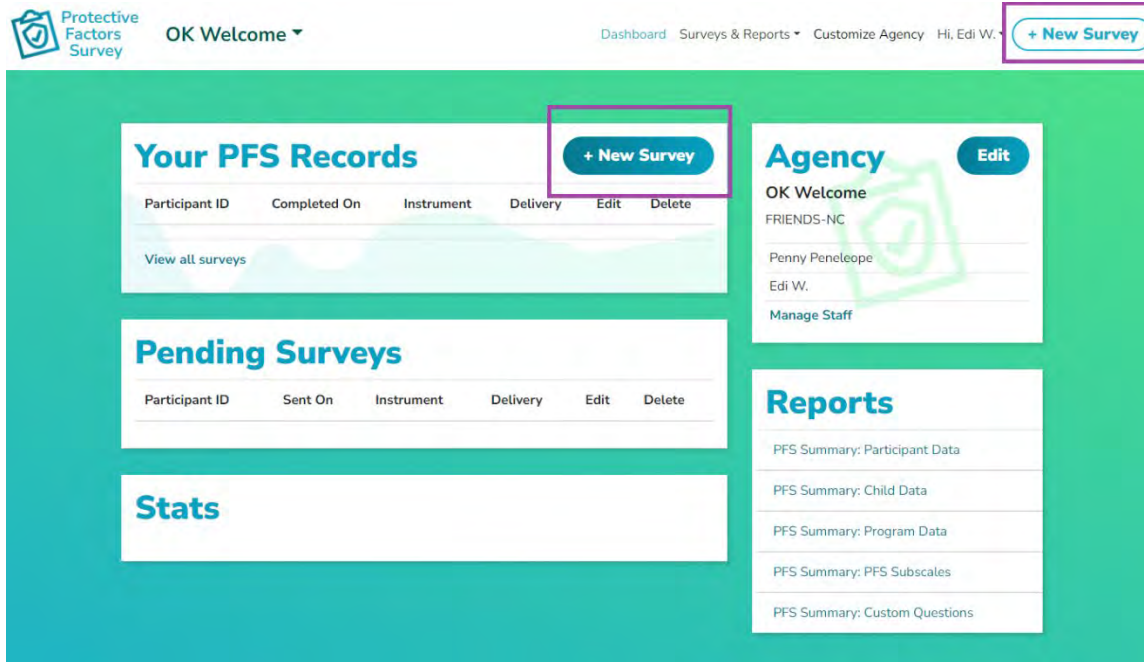 Protective
Factors
Survey
OK Welcome
Dashboard Surveys & Reports Customize Agency Hi, Edi W. + New Survey
Your PFS Records
+ New Survey
Participant ID Completed On Instrument Delivery Edit Delete
View all surveys
Pending Surveys
Participant ID Sent On Instrument Delivery Edit Delete
Stats
Agency
Edit
OK Welcome
FRIENDS-NC
Penny Peneleope
Edi W.
Manage Staff
Reports
PFS Summary: Participant Data
PFS Summary: Child Data
PFS Summary: Program Data
PFS Summary: PFS Subscales
PFS Summary: Custom Questions